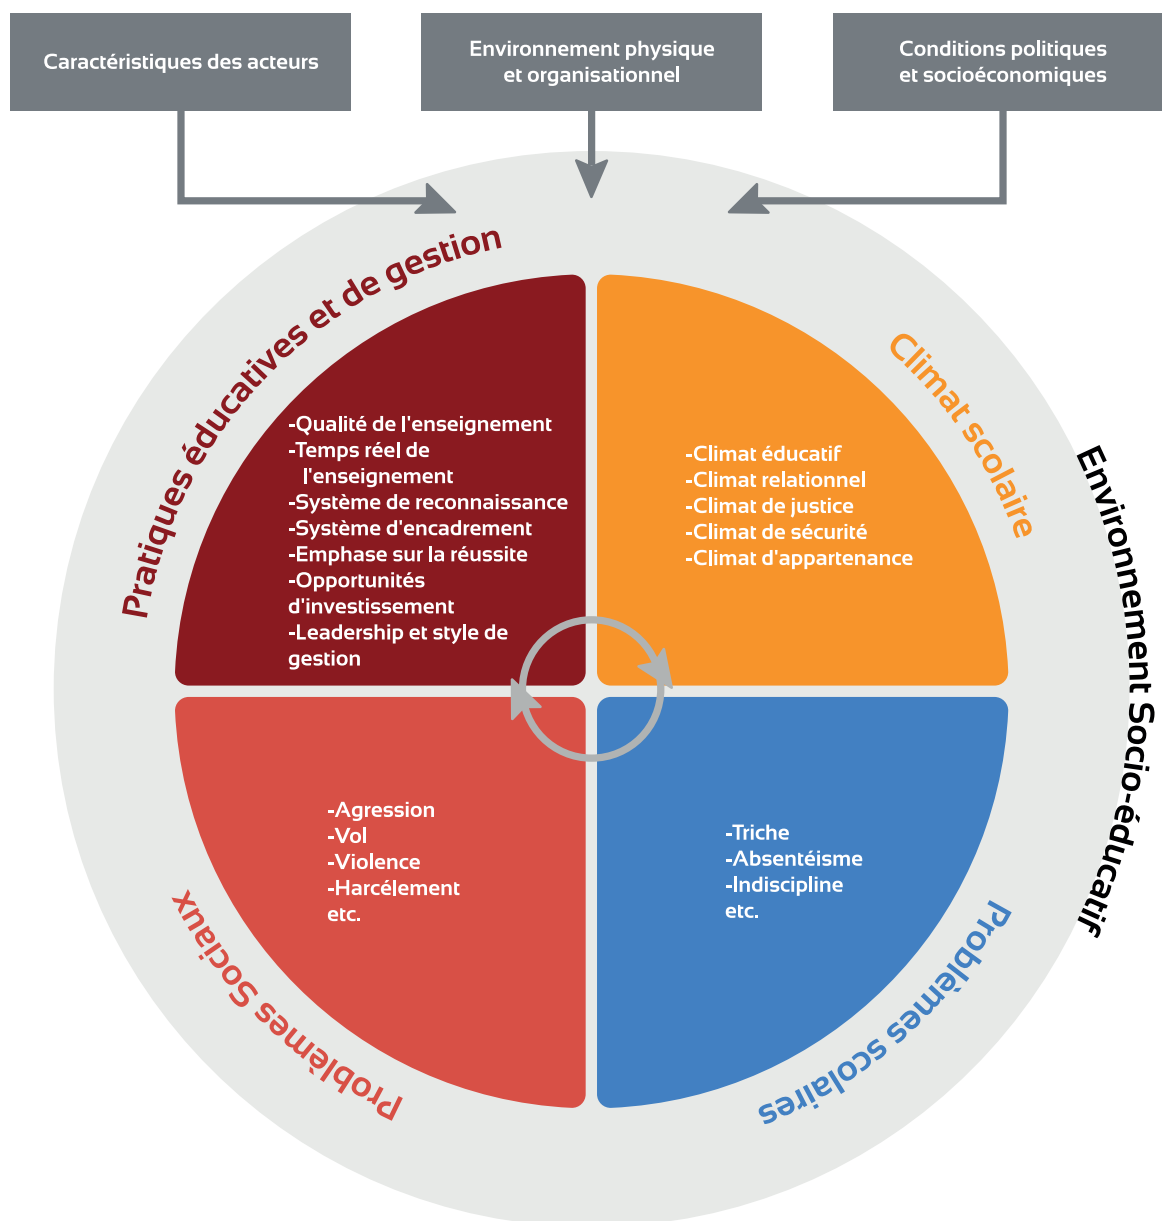 Caractéristiques des acteurs
Environnement physique
et organisationnel
Conditions politiques
et socioéconomiques
Pratiques éducatives et de gestion
-Qualité de l'enseignement
-Temps réel de
l'enseignement
-Système de reconnaissance
-Système d'encadrement
-Emphase sur la réussite
-Opportunités
d'investissement
-Leadership et style de
gestion
Climat scolaire
-Climat éducatif
-Climat relationnel
-Climat de justice
-Climat de sécurité
-Climat d'appartenance
Environnement Socio-éducatif
-Agression
-Vol
-Violence
-Harcélement
etc.
Problèmes Sociaux
-Triche
-Absentéisme
-Indiscipline
etc.
Problèmes scolaires